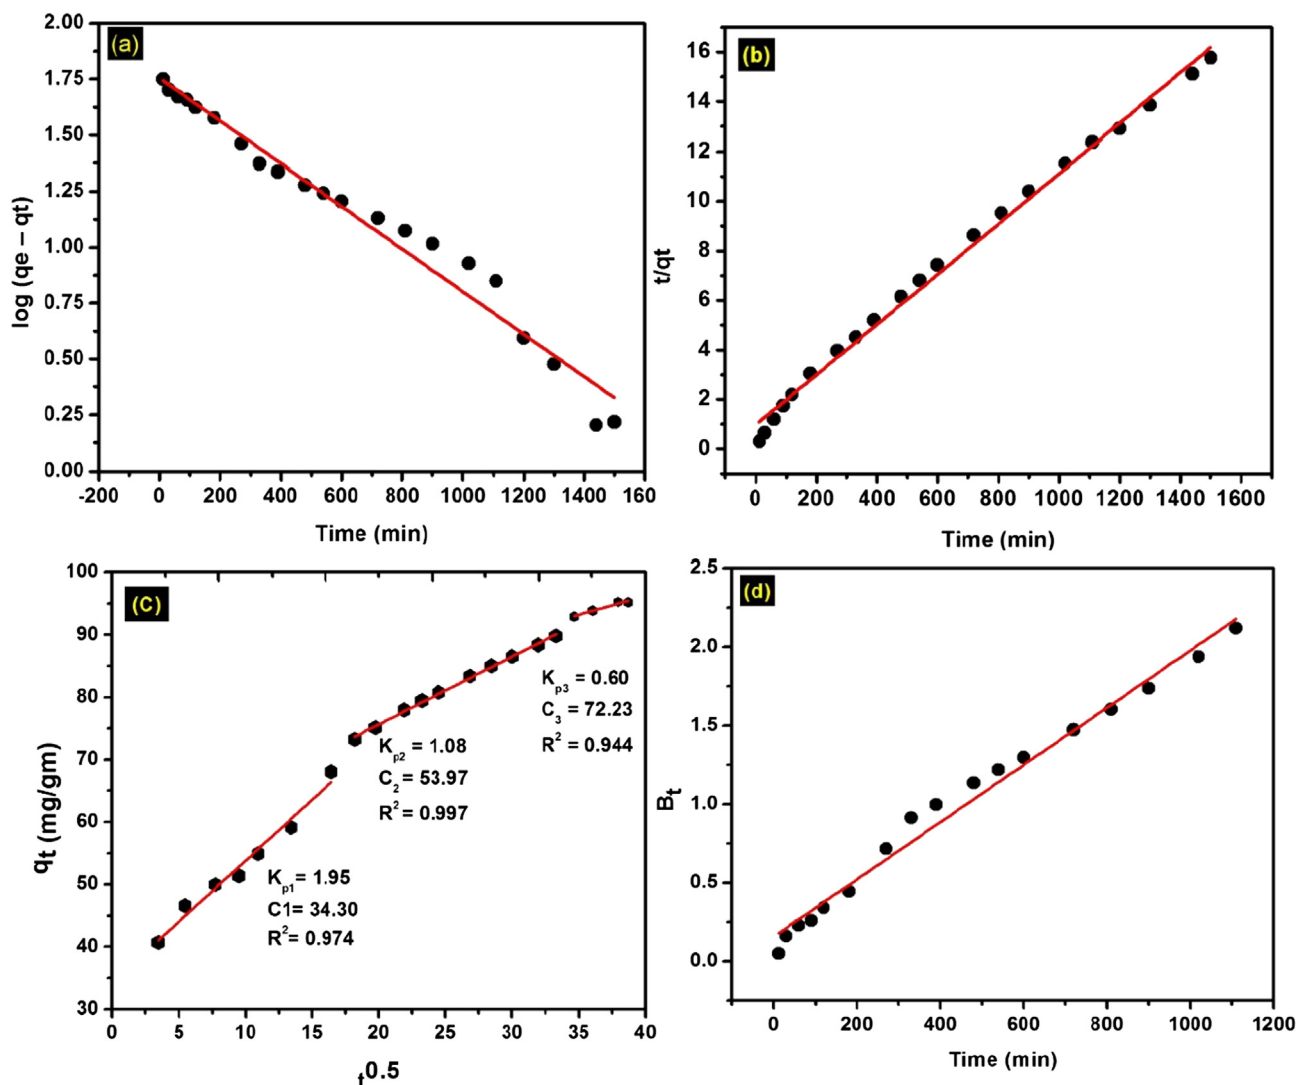 (a)
2.00
1.75
1.50
1.25
1.00
0.75
0.50
0.25
0.00
log (qe – qt)
-200 0 200 400 600 800 1000 1200 1400 160
Time (min)
(b)
16
14
12
10
8
6
4
2
0
t/qt
0 200 400 600 800 1000 1200 1400 1600
Time (min)
(C)
100
90
80
70
60
50
40
30
qt (mg/gm)
Kp1 = 1.95
C1= 34.30
R2= 0.974
Kp2 = 1.08
C2 = 53.97
R2 = 0.997
Kp3 = 0.60
C3 = 72.23
R2 = 0.944
0 5 10 15 20 25 30 35 40
t0.5
(d)
2.5
2.0
1.5
1.0
0.5
0.0
Bt
0 200 400 600 800 1000 1200
Time (min)